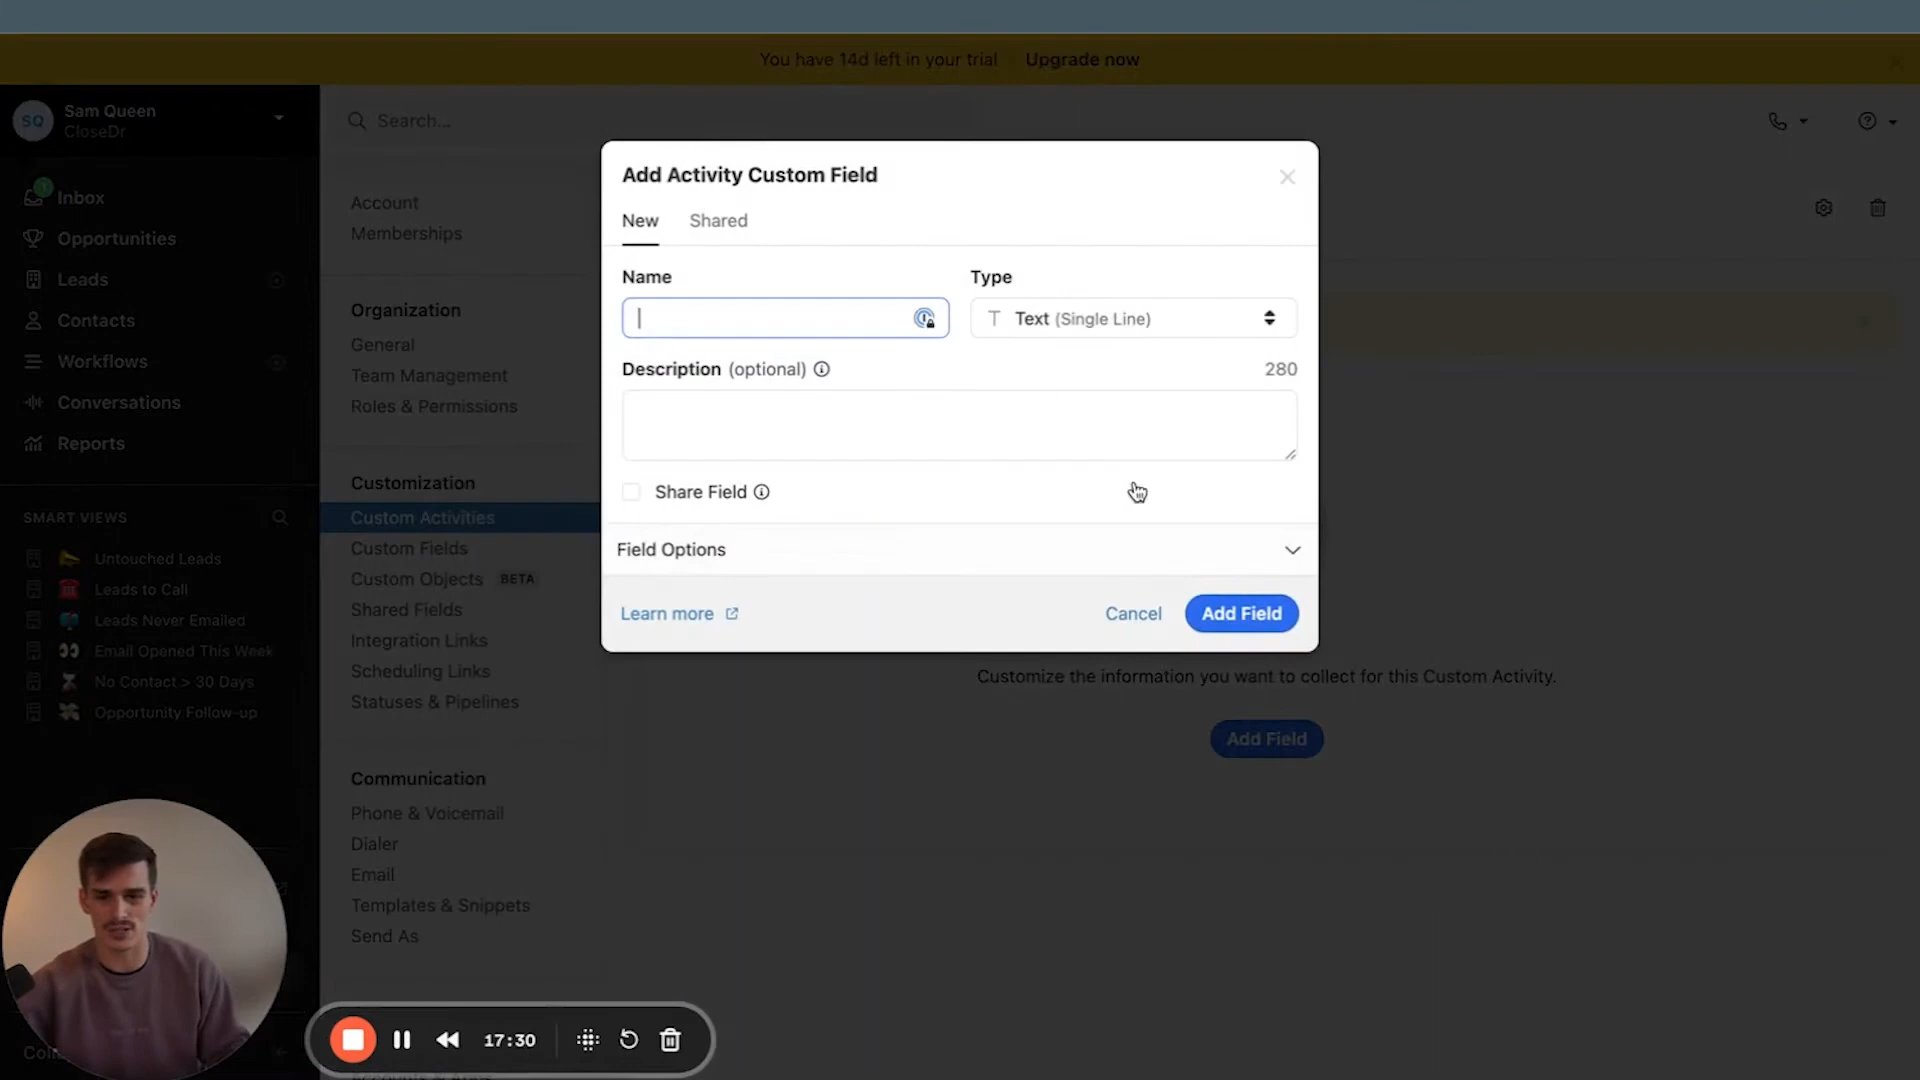 You have 14d left in your trial Upgrade now
SQ
Sam Queen
CloseDr
Search...
1
Inbox
Opportunities
Leads
Contacts
Workflows
Conversations
Reports
SMART VIEWS
Untouched Leads
Leads to Call
Leads Never Emailed
Email Opened This Week
No Contact > 30 Days
Opportunity Follow-up
Account
Memberships
Organization
General
Team Management
Roles & Permissions
Customization
Custom Activities
Custom Fields
Custom Objects BETA
Shared Fields
Integration Links
Scheduling Links
Statuses & Pipelines
Communication
Phone & Voicemail
Dialer
Email
Templates & Snippets
Send As
Add Activity Custom Field
New Shared
Name
Type
T Text (Single Line)
Description (optional) 280
Share Field
Field Options
Learn more
Cancel
Add Field
Customize the information you want to collect for this Custom Activity.
Add Field
17:30